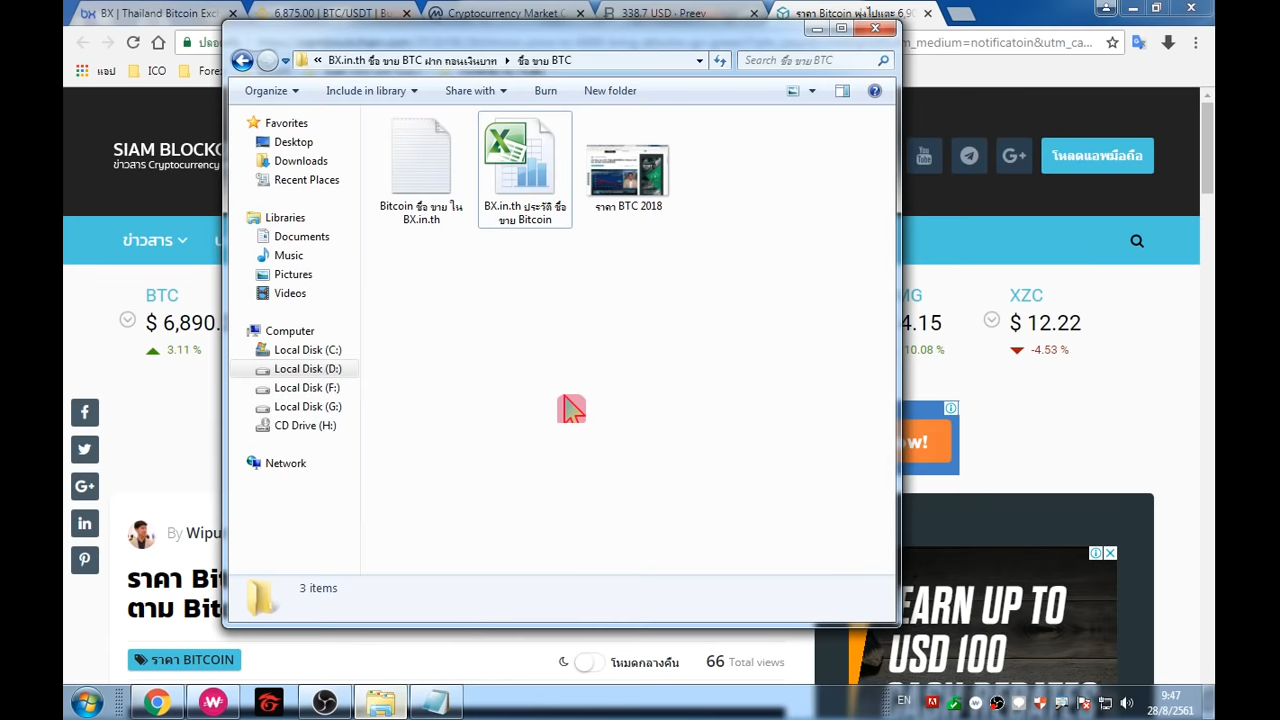 BX | Thailand Bitcoin Exc
6,875.00 | BTC/USDT | B
Cryptocurrency Market C
338.7 USD · Preev
ราคา Bitcoin พุ่งไปแตะ 6,90
m_medium=notificatoin&utm_ca...
แอป
ICO
« BX.in.th ซื้อ ขาย BTC ฝาก ถอนเงินบาท
ซื้อ ขาย BTC
Search ซื้อ ขาย BTC
Organize
Include in library
Share with
Burn
New folder
Favorites
Desktop
Downloads
Recent Places
Libraries
Documents
Music
Pictures
Videos
Computer
Local Disk (C:)
Local Disk (D:)
Local Disk (F:)
Local Disk (G:)
CD Drive (H:)
Network
Bitcoin ซื้อ ขาย ใน
BX.in.th
BX.in.th ประวัติ ซื้อ
ขาย Bitcoin
ราคา BTC 2018
3 items
SIAM BLOCKC
ข่าวสาร Cryptocurrency
You
Tube
G+
โหลดแอพมือถือ
ข่าวสาร
BTC
$ 6,890.
3.11 %
MG
4.15
10.08 %
XZC
$ 12.22
-4.53 %
ow!
By Wipu
ราคา Bi
ตาม Bit
ราคา BITCOIN
โหมดกลางคืน
66 Total views
EARN UP TO
USD 100
EN
9:47
28/8/2561